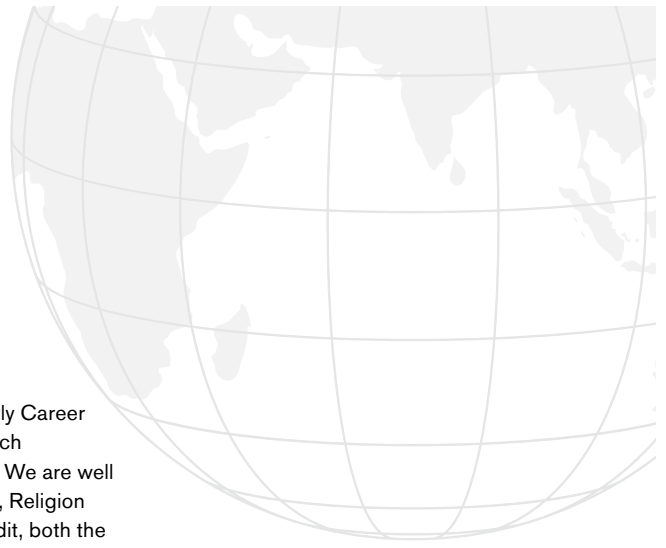 ly Career
ch
We are well
, Religion
dit, both the